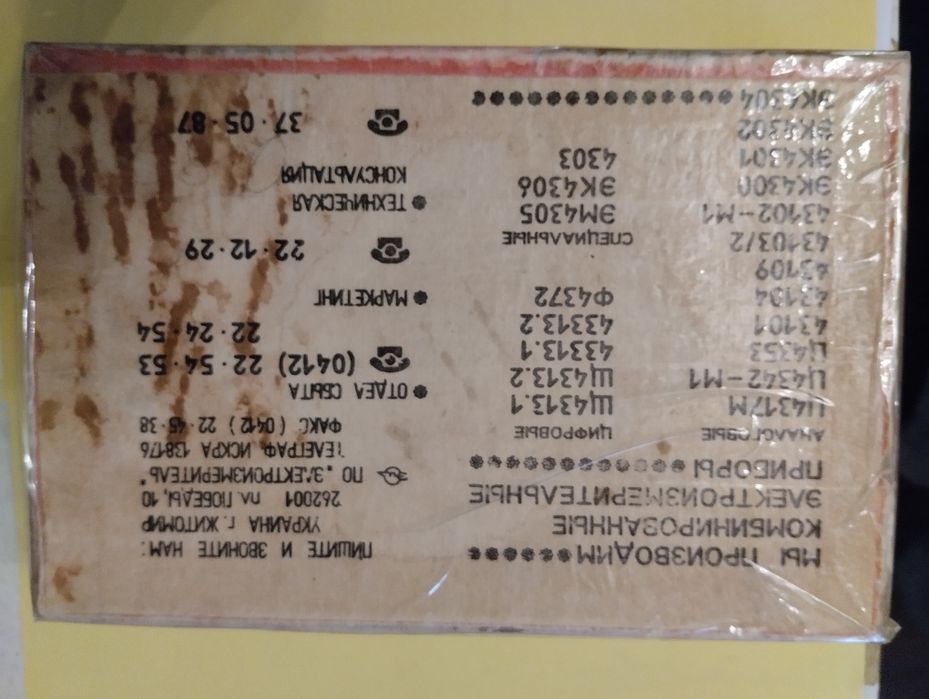 МЫ ПРОИЗВОДИМ
КОМБИНИРОВАННЫЕ
ЭЛЕКТРОИЗМЕРИТЕЛЬНЫЕ
ПРИБОРЫ
АНАЛОГОВЫЕ
Ц4317М
Ц4342-М1
Ц4353
43101
43104
43109
43103/2
43102-М1
ЭК4300
ЭК4301
ЭК4302
ЭК4304
ЦИФРОВЫЕ
Щ4313.1
Щ4313.2
43313.1
43313.2
Ф4372
СПЕЦИАЛЬНЫЕ
ЭМ4305
ЭК4306
4303
ПИШИТЕ И ЗВОНИТЕ НАМ:
УКРАИНА г. ЖИТОМИР
262001 пл. ПОБЕДЫ, 10
ПО "ЭЛЕКТРОИЗМЕРИТЕЛЬ"
ТЕЛЕГРАФ ИСКРА 138176
ФАКС (0412) 22-45-38
• ОТДЕЛ СБЫТА
(0412) 22·54·53
22·24·54
• МАРКЕТИНГ
22·12·29
• ТЕХНИЧЕСКАЯ
КОНСУЛЬТАЦИЯ
37·05·87